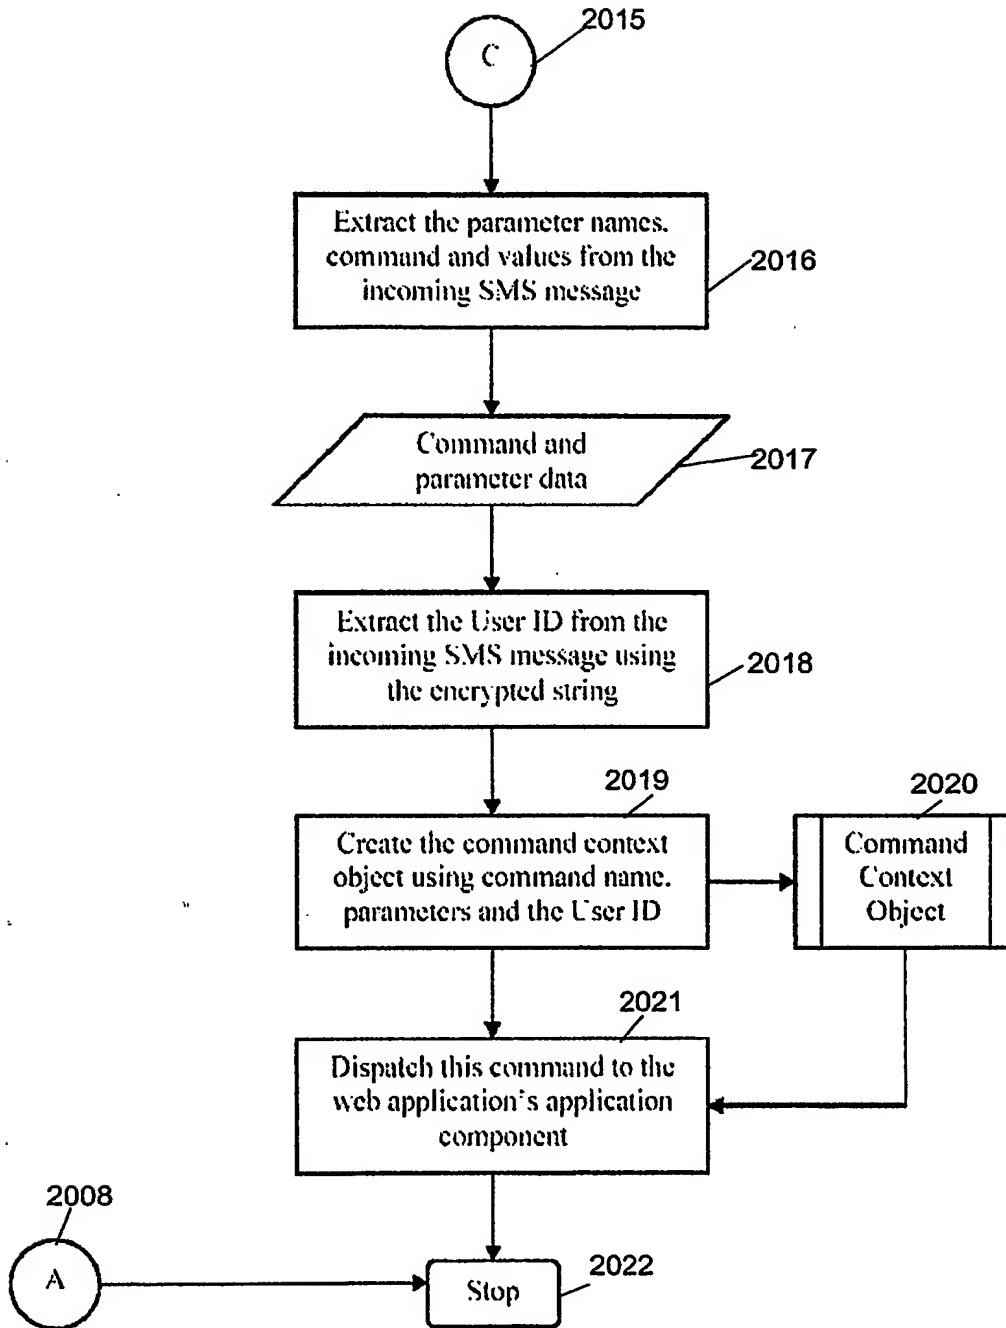 2015
C
Extract the parameter names,
command and values from the
incoming SMS message
2016
Command and
parameter data
2017
Extract the User ID from the
incoming SMS message using
the encrypted string
2018
2019
Create the command context
object using command name,
parameters and the User ID
2020
Command
Context
Object
2021
Dispatch this command to the
web application's application
component
2008
A
Stop
2022